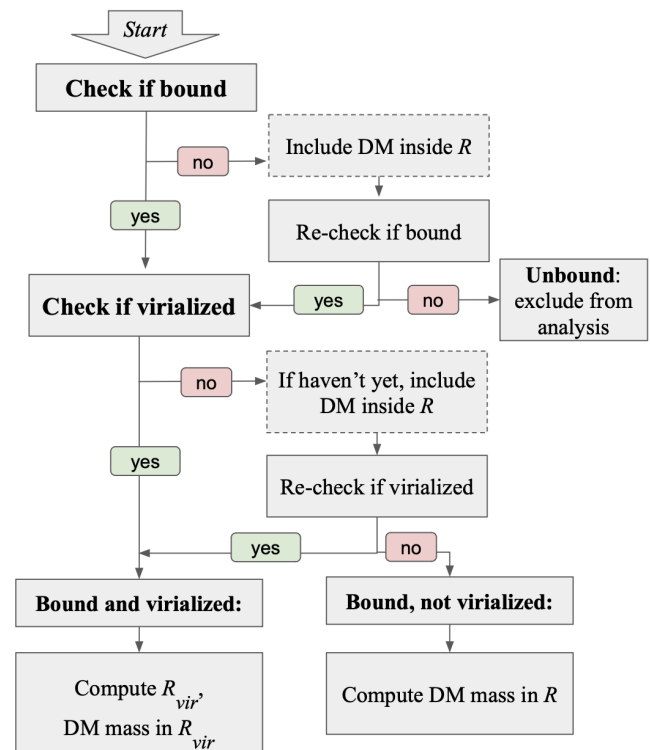 Start
Check if bound
no
Include DM inside R
yes
Re-check if bound
Check if virialized
yes
no
Unbound:
exclude from
analysis
no
If haven’t yet, include
DM inside R
yes
Re-check if virialized
yes
no
Bound and virialized:
Bound, not virialized:
Compute R_vir,
DM mass in R_vir
Compute DM mass in R